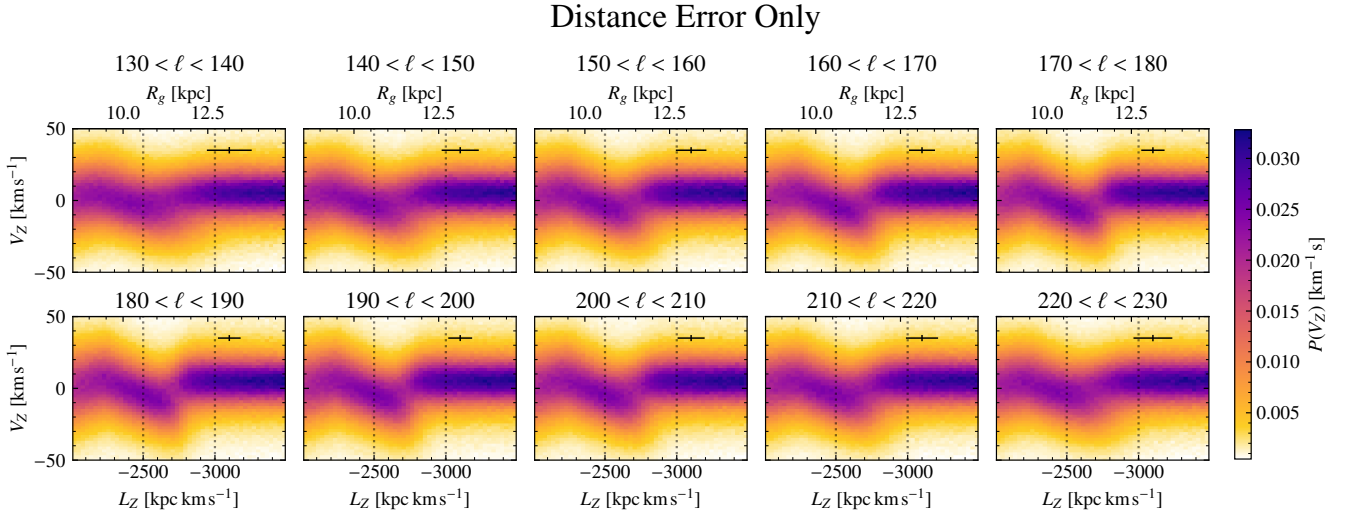 Distance Error Only
130 < ℓ < 140
140 < ℓ < 150
150 < ℓ < 160
160 < ℓ < 170
170 < ℓ < 180
R_g [kpc]
R_g [kpc]
R_g [kpc]
R_g [kpc]
R_g [kpc]
10.0 12.5
10.0 12.5
10.0 12.5
10.0 12.5
10.0 12.5
V_Z [km s⁻¹]
50
0
−50
180 < ℓ < 190
190 < ℓ < 200
200 < ℓ < 210
210 < ℓ < 220
220 < ℓ < 230
V_Z [km s⁻¹]
50
0
−50
−2500 −3000
−2500 −3000
−2500 −3000
−2500 −3000
−2500 −3000
L_Z [kpc km s⁻¹]
L_Z [kpc km s⁻¹]
L_Z [kpc km s⁻¹]
L_Z [kpc km s⁻¹]
L_Z [kpc km s⁻¹]
0.030
0.025
0.020
0.015
0.010
0.005
P(V_Z) [km⁻¹ s]